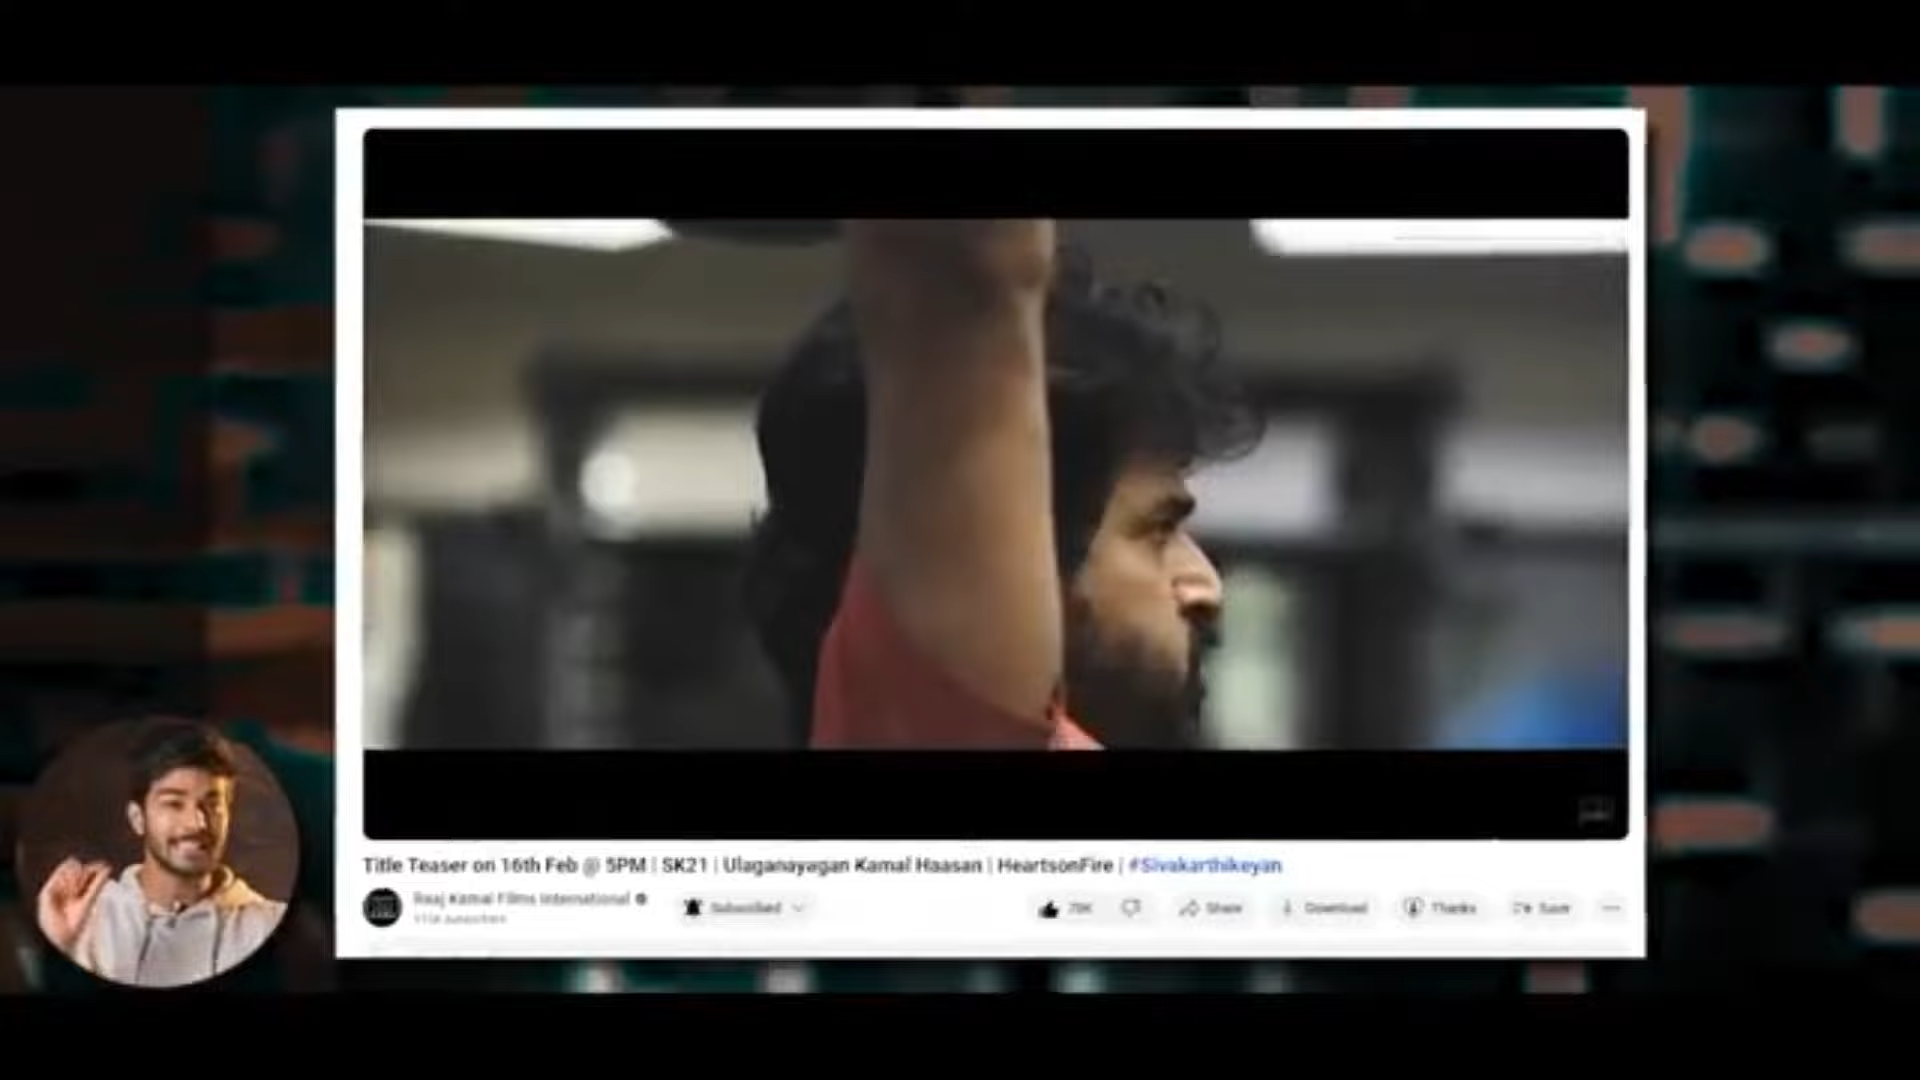 Title Teaser on 16th Feb @ 5PM | SK21 | Ulaganayagan Kamal Haasan | HeartsonFire | #Sivakarthikeyan
Raaj Kamal Films International
Subscribed
Share
Download
Thanks
Save